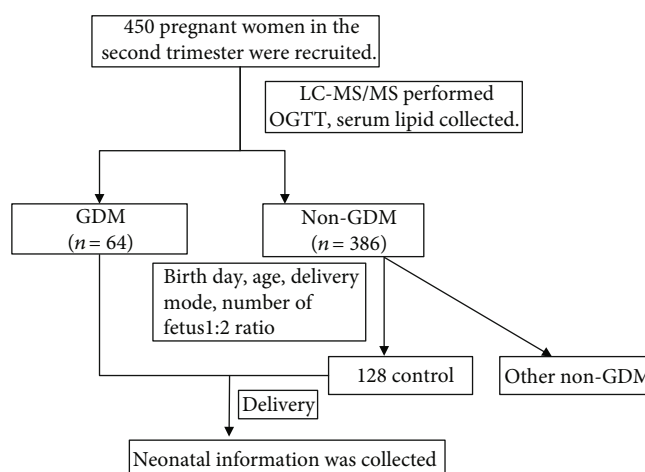 450 pregnant women in the
second trimester were recruited.
LC-MS/MS performed
OGTT, serum lipid collected.
GDM
(n = 64)
Non-GDM
(n = 386)
Birth day, age, delivery
mode, number of
fetus1:2 ratio
128 control
Other non-GDM
Delivery
Neonatal information was collected